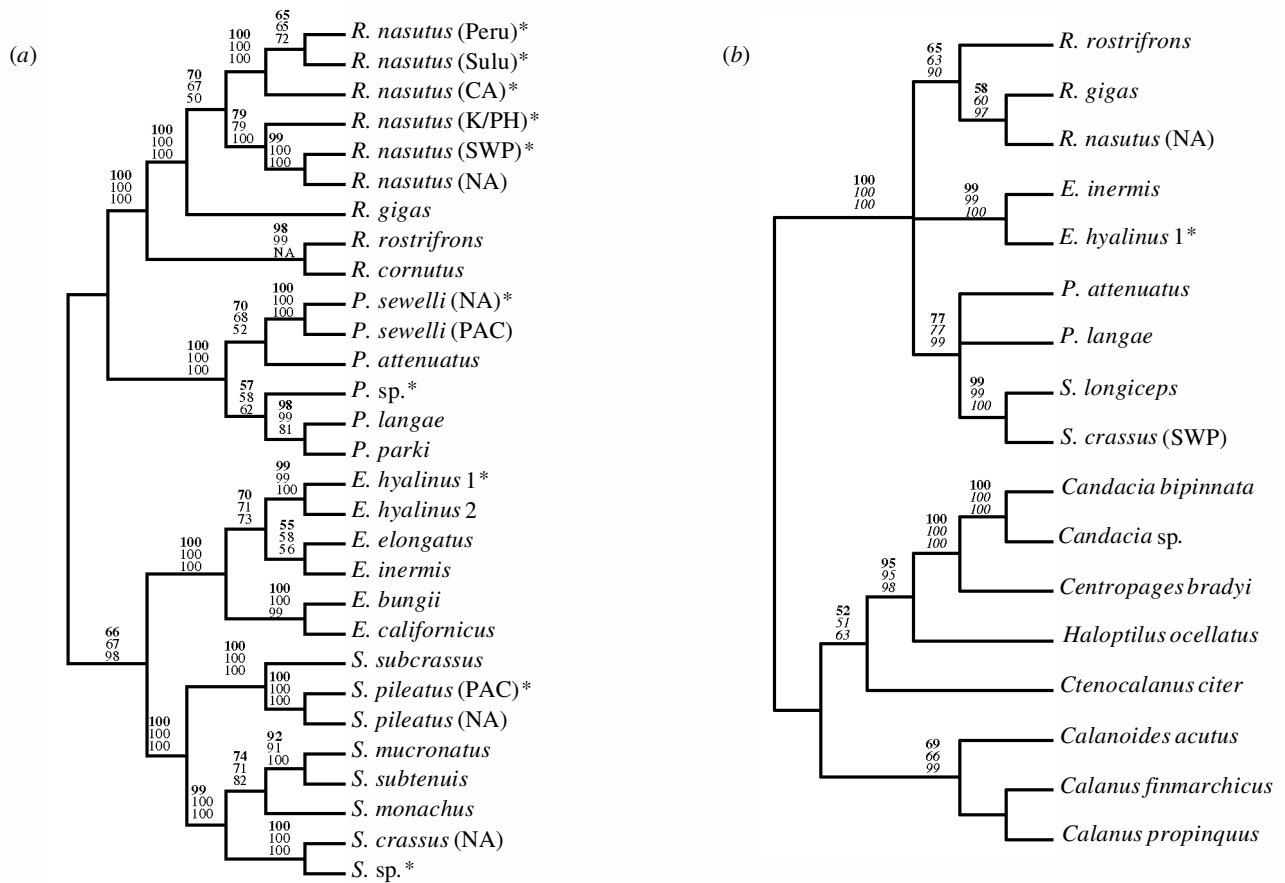 (a)
65
65
72
R. nasutus (Peru)*
100
100
100
R. nasutus (Sulu)*
70
67
50
R. nasutus (CA)*
79
79
100
R. nasutus (K/PH)*
100
100
100
99
100
100
R. nasutus (SWP)*
R. nasutus (NA)
100
100
100
R. gigas
98
99
NA
R. rostrifrons
R. cornutus
100
100
100
P. sewelli (NA)*
70
68
52
P. sewelli (PAC)
100
100
100
P. attenuatus
57
58
62
P. sp.*
98
99
81
P. langae
P. parki
99
99
100
E. hyalinus 1*
70
71
73
E. hyalinus 2
55
58
56
E. elongatus
100
100
100
E. inermis
100
100
99
E. bungii
E. californicus
66
67
98
100
100
100
S. subcrassus
100
100
100
S. pileatus (PAC)*
S. pileatus (NA)
100
100
100
92
91
100
S. mucronatus
74
71
82
S. subtenuis
99
100
100
S. monachus
100
100
100
S. crassus (NA)
S. sp.*
(b)
65
63
90
R. rostrifrons
58
60
97
R. gigas
R. nasutus (NA)
100
100
100
99
99
100
E. inermis
E. hyalinus 1*
P. attenuatus
77
77
99
P. langae
99
99
100
S. longiceps
S. crassus (SWP)
100
100
100
Candacia bipinnata
100
100
100
Candacia sp.
95
95
98
Centropages bradyi
52
51
63
Haloptilus ocellatus
Ctenocalanus citer
69
66
99
Calanoides acutus
Calanus finmarchicus
Calanus propinquus